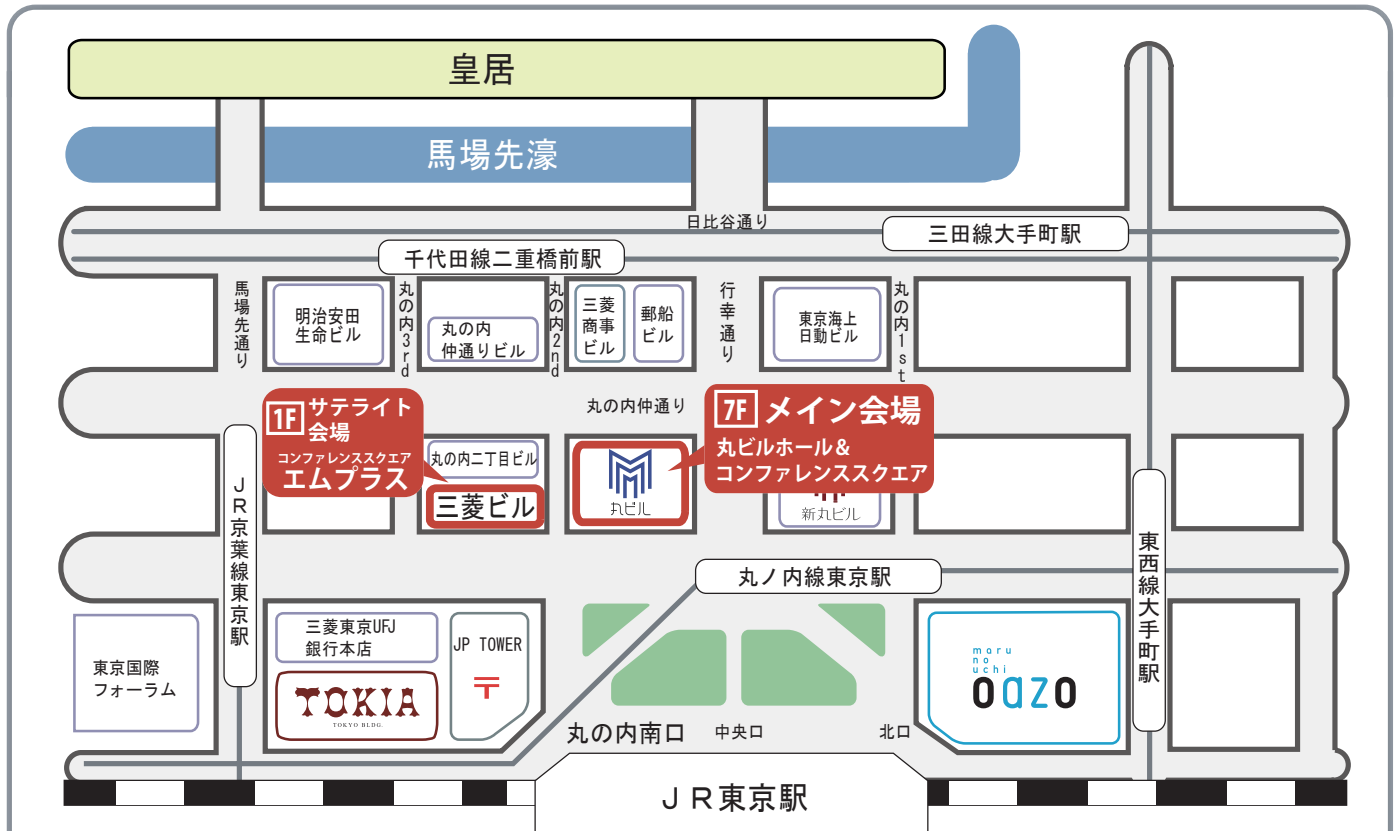 皇居
馬場先濠
日比谷通り
三田線大手町駅
千代田線二重橋前駅
馬場先通り
明治安田
生命ビル
丸の内3rd
丸の内
仲通りビル
丸の内2nd
三菱
商事
ビル
郵船
ビル
行幸通り
東京海上
日動ビル
丸の内1st
1F サテライト
会場
コンファレンススクエア
エムプラス
丸の内仲通り
7F メイン会場
丸ビルホール&
コンファレンススクエア
丸の内二丁目ビル
三菱ビル
丸ビル
新丸ビル
JR京葉線東京駅
丸ノ内線東京駅
東西線大手町駅
東京国際
フォーラム
三菱東京UFJ
銀行本店
TOKIA
TOKYO BLDG.
JP TOWER
〒
maru
no
uchi
oazo
丸の内南口
中央口
北口
JR東京駅